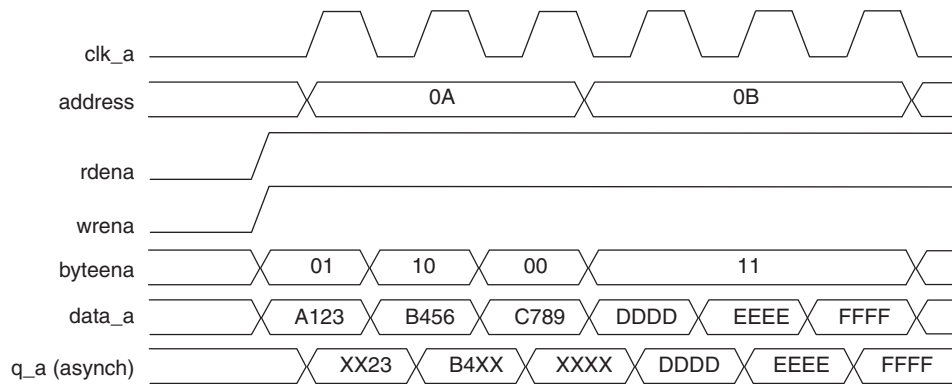 clk_a
address 0A 0B
rdena
wrena
byteena 01 10 00 11
data_a A123 B456 C789 DDDD EEEE FFFF
q_a (asynch) XX23 B4XX XXXX DDDD EEEE FFFF